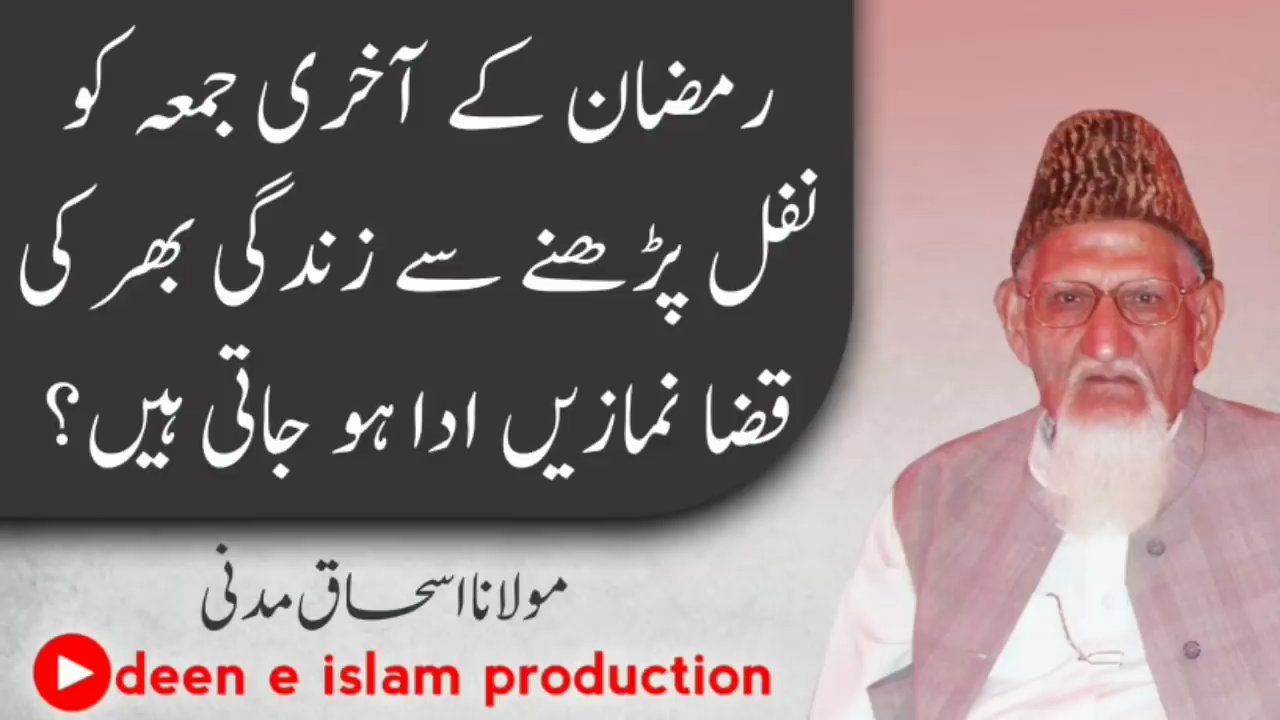 رمضان کے آخری جمعہ کو
نفل پڑھنے سے زندگی بھر کی
قضا نمازیں ادا ہو جاتی ہیں؟
مولانا اسحاق مدنی
deen e islam production